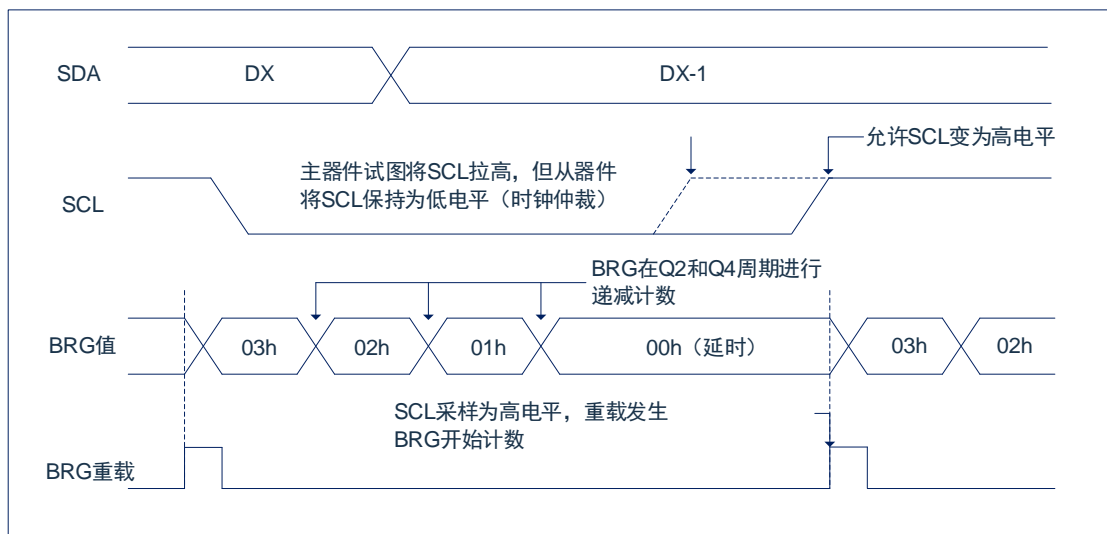 SDA
DX
DX-1
允许SCL变为高电平
主器件试图将SCL拉高，但从器件
将SCL保持为低电平（时钟仲裁）
SCL
BRG在Q2和Q4周期进行
递减计数
BRG值
03h
02h
01h
00h（延时）
03h
02h
SCL采样为高电平，重载发生
BRG开始计数
BRG重载